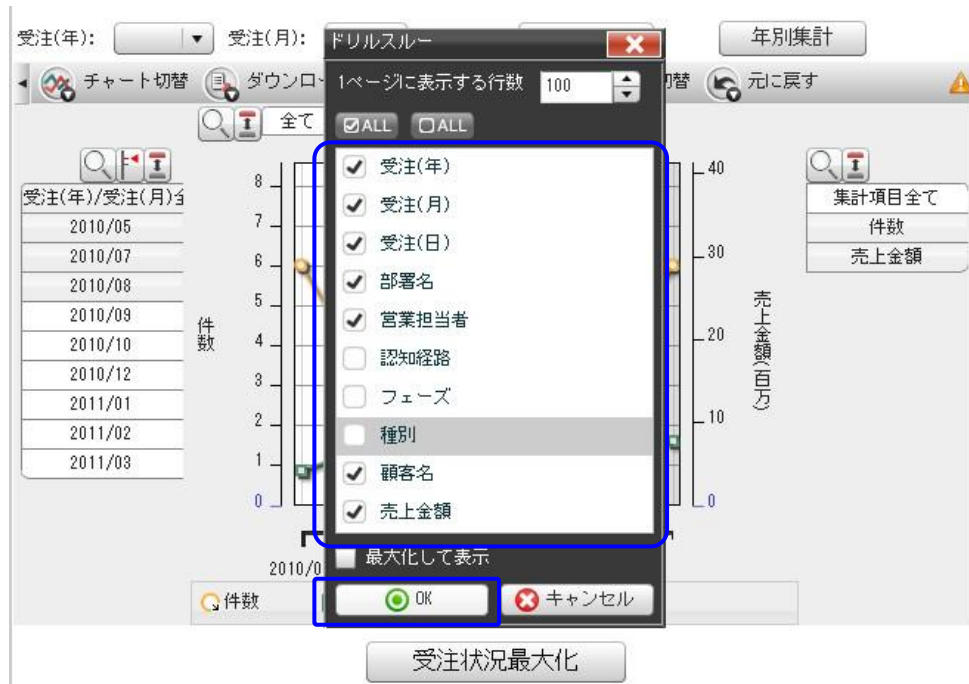 受注(年):
受注(月):
年別集計
チャート切替
ダウンロー
替
元に戻す
全て
受注(年)/受注(月)全
2010/05
2010/07
2010/08
2010/09
2010/10
2010/12
2011/01
2011/02
2011/03
件数
8
7
6
5
4
3
2
1
0
2010/0
件数
ドリルスルー
1ページに表示する行数 100
ALL ALL
受注(年)
受注(月)
受注(日)
部署名
営業担当者
認知経路
フェーズ
種別
顧客名
売上金額
最大化して表示
OK キャンセル
40
30
20
10
0
売上金額(百万)
集計項目全て
件数
売上金額
受注状況最大化